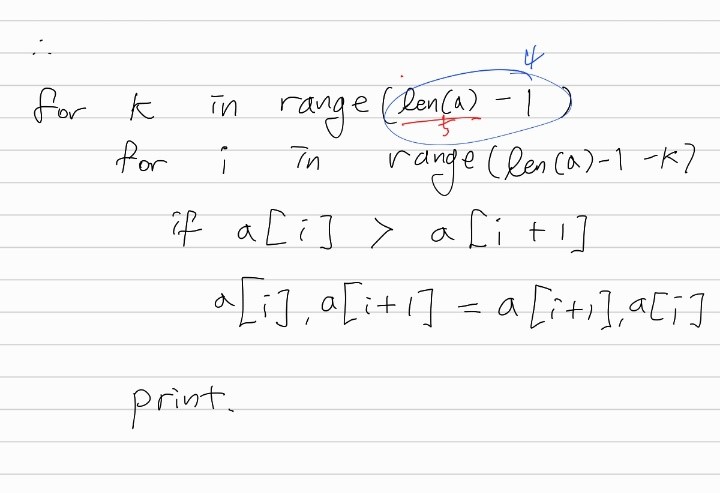 ∴
4
for k in range(len(a) - 1)
5
for i in range(len(a)-1 -k)
if a[i] > a[i +1]
a[i], a[i+1] = a[i+1], a[i]
print.